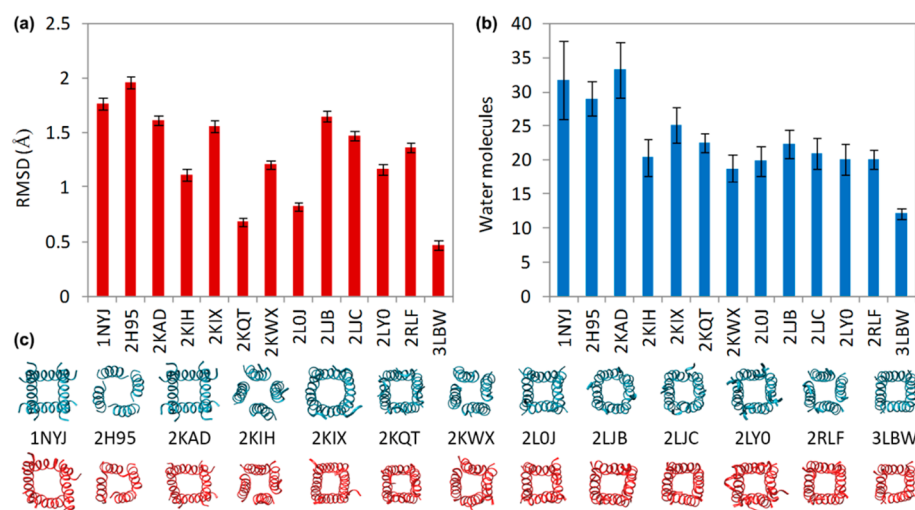 (a)
2.5
2
1.5
1
0.5
0
RMSD (Å)
1NYJ
2H95
2KAD
2KIH
2KIX
2KQT
2KWX
2L0J
2LJB
2LJC
2LY0
2RLF
3LBW
(b)
40
35
30
25
20
15
10
5
0
Water molecules
1NYJ
2H95
2KAD
2KIH
2KIX
2KQT
2KWX
2L0J
2LJB
2LJC
2LY0
2RLF
3LBW
(c)
1NYJ 2H95 2KAD 2KIH 2KIX 2KQT 2KWX 2L0J 2LJB 2LJC 2LY0 2RLF 3LBW